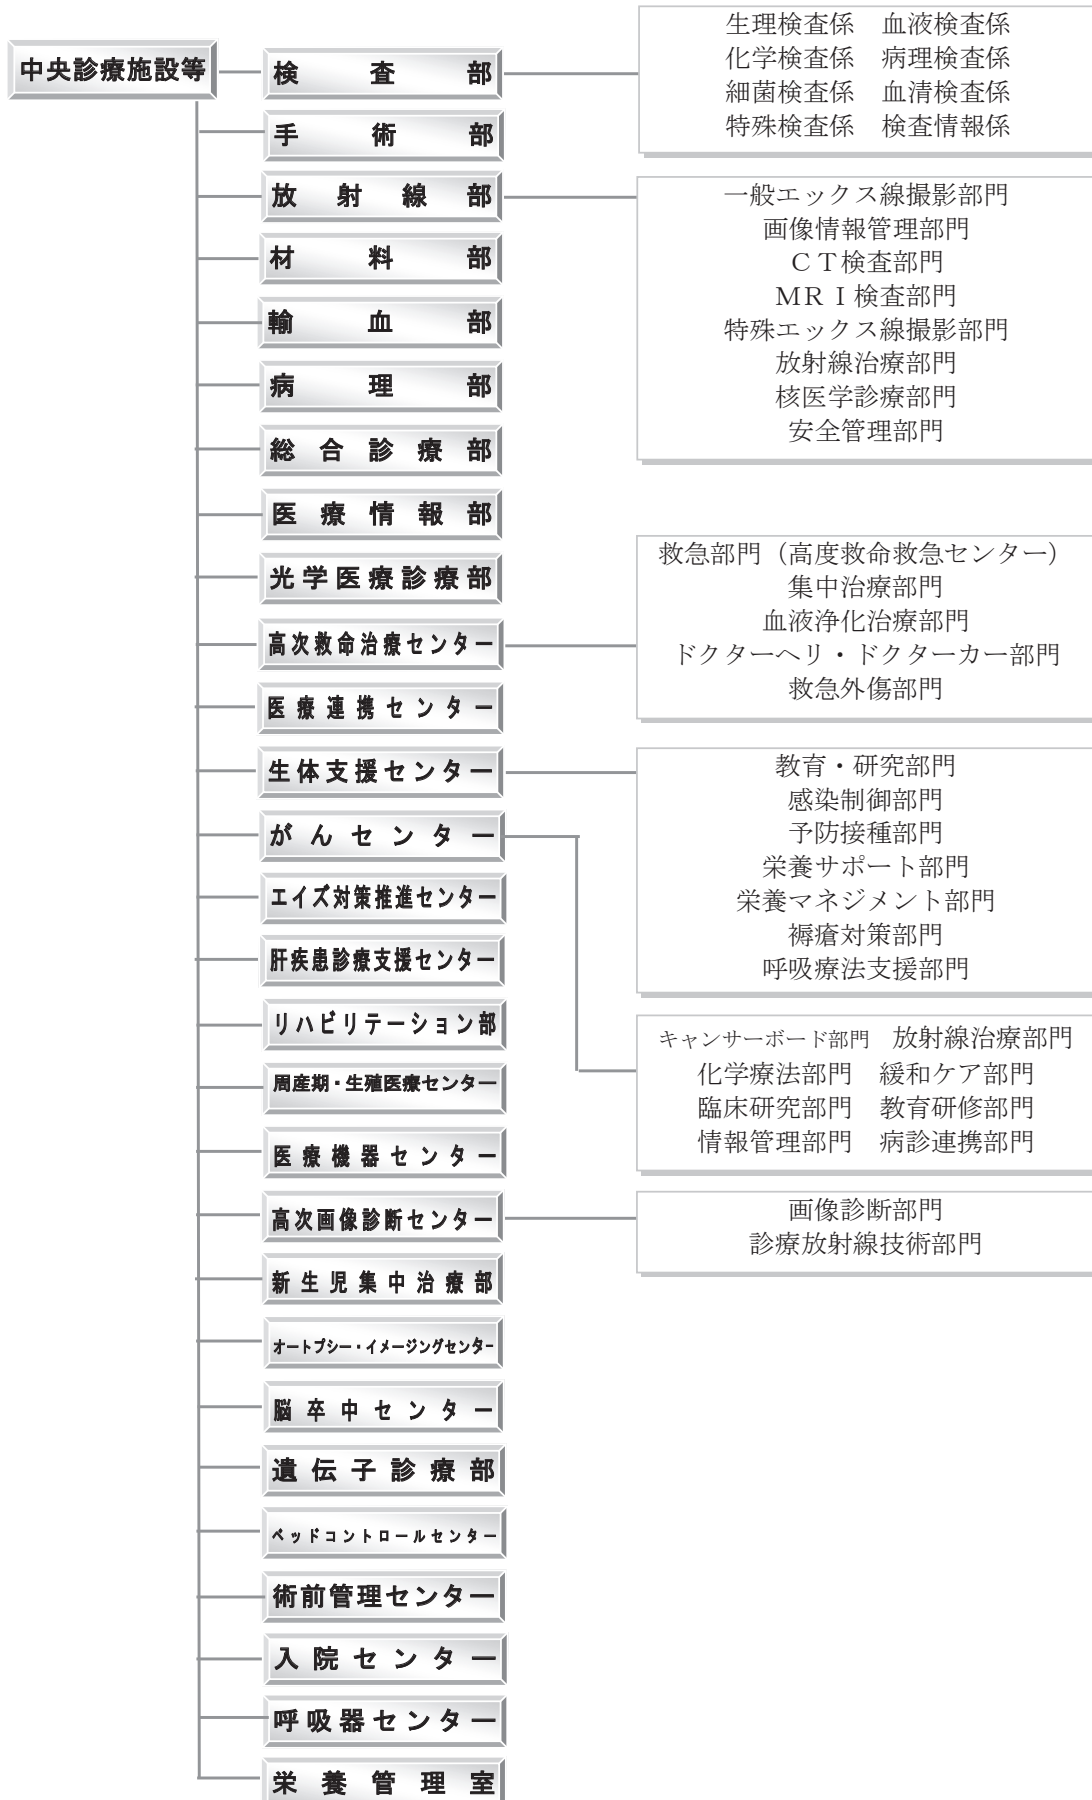 中央診療施設等
検査部
生理検査係 血液検査係
化学検査係 病理検査係
細菌検査係 血清検査係
特殊検査係 検査情報係
手術部
放射線部
一般エックス線撮影部門
画像情報管理部門
ＣＴ検査部門
ＭＲＩ検査部門
特殊エックス線撮影部門
放射線治療部門
核医学診療部門
安全管理部門
材料部
輸血部
病理部
総合診療部
医療情報部
光学医療診療部
高次救命治療センター
救急部門（高度救命救急センター）
集中治療部門
血液浄化治療部門
ドクターヘリ・ドクターカー部門
救急外傷部門
医療連携センター
生体支援センター
教育・研究部門
感染制御部門
予防接種部門
栄養サポート部門
栄養マネジメント部門
褥瘡対策部門
呼吸療法支援部門
がんセンター
キャンサーボード部門 放射線治療部門
化学療法部門 緩和ケア部門
臨床研究部門 教育研修部門
情報管理部門 病診連携部門
エイズ対策推進センター
肝疾患診療支援センター
リハビリテーション部
周産期・生殖医療センター
医療機器センター
高次画像診断センター
画像診断部門
診療放射線技術部門
新生児集中治療部
オートプシー・イメージングセンター
脳卒中センター
遺伝子診療部
ベッドコントロールセンター
術前管理センター
入院センター
呼吸器センター
栄養管理室